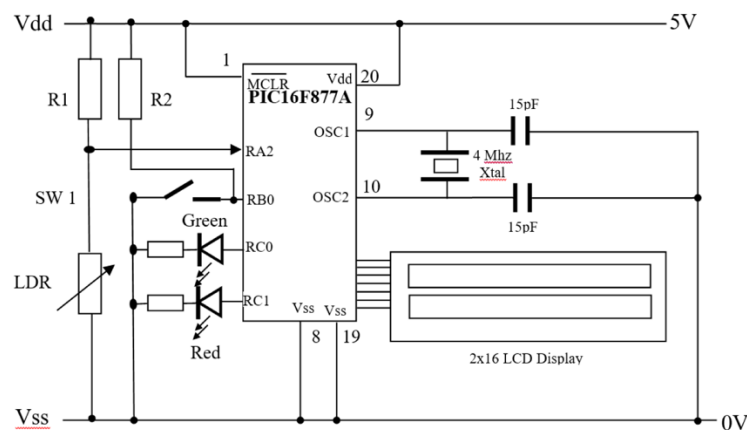 Vdd
5V
1
MCLR
Vdd
20
PIC16F877A
R1
R2
9
15pF
OSC1
RA2
4 Mhz
Xtal
SW 1
RB0
OSC2
10
Green
15pF
RC0
LDR
RC1
Vss
Vss
Red
8
19
2x16 LCD Display
Vss
0V